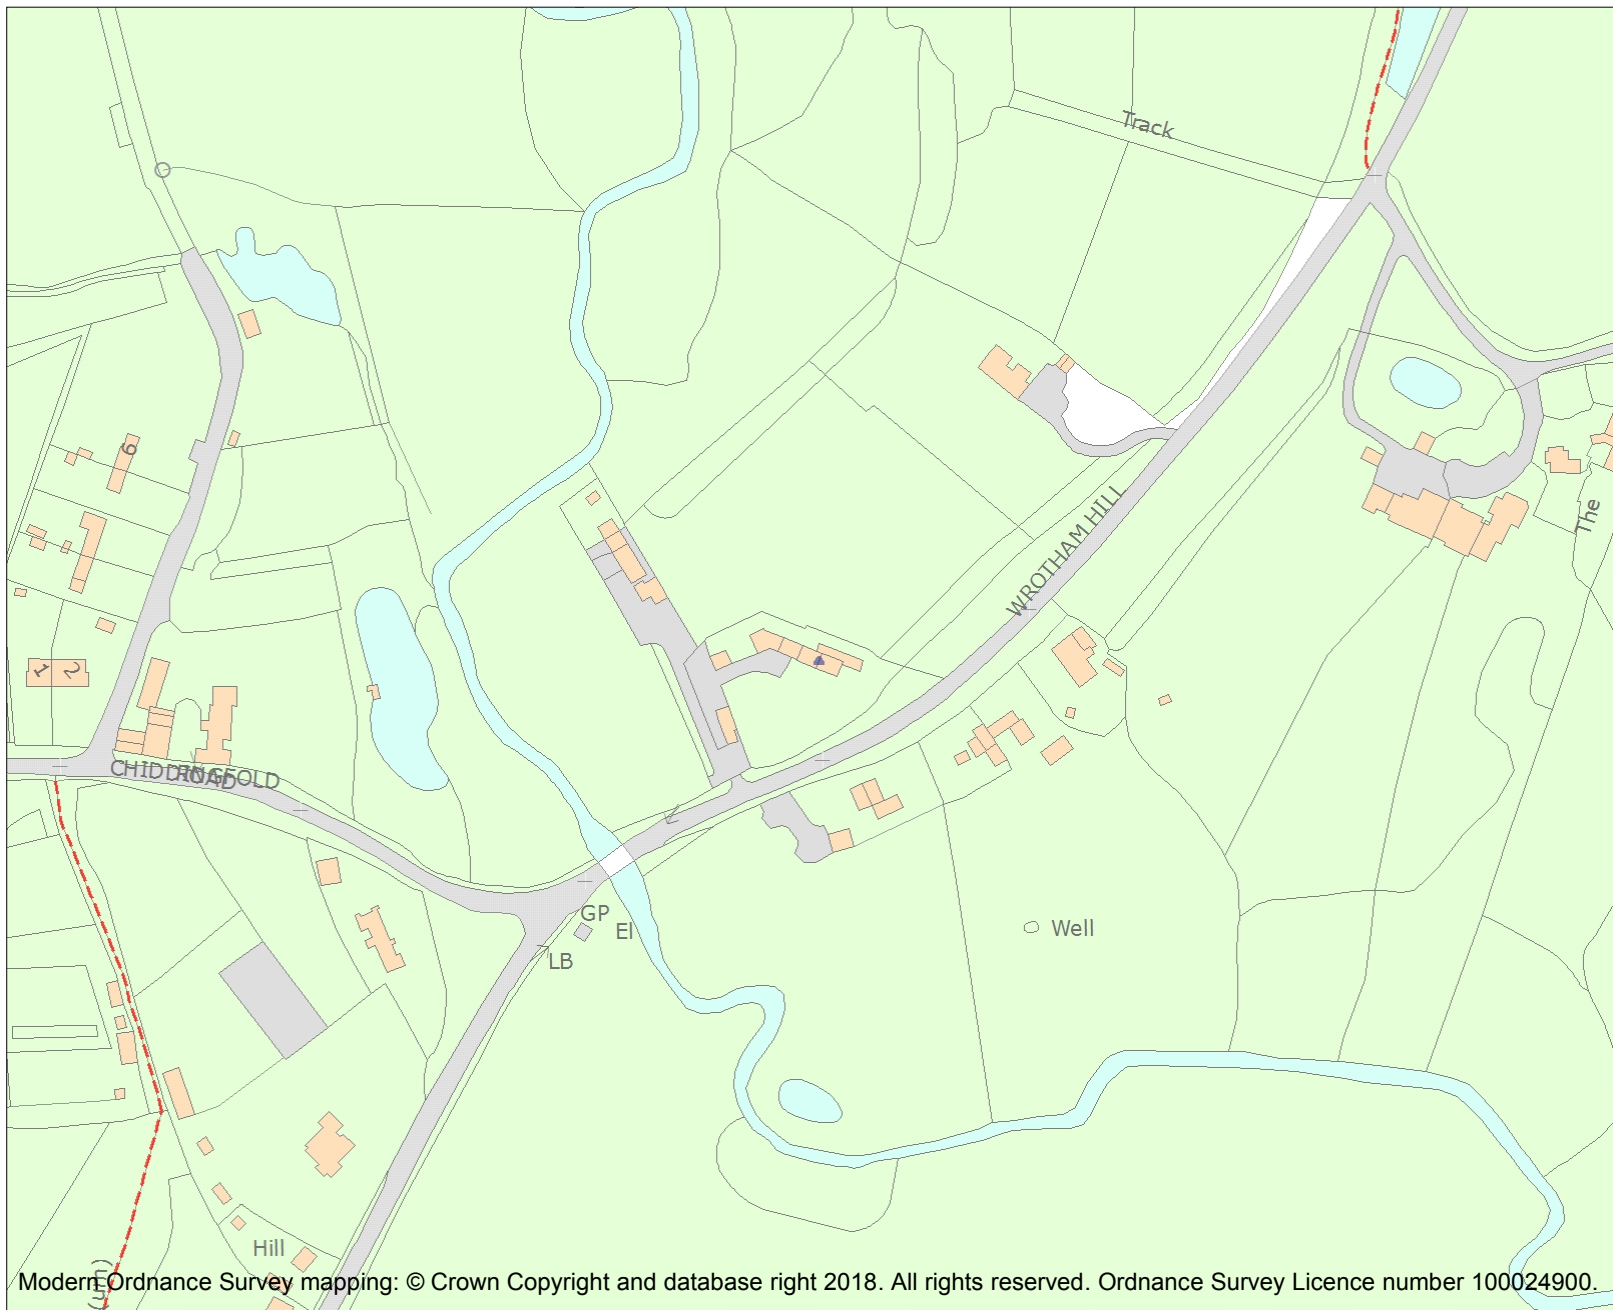 Track
6
WROTHAM HILL
The
1
2
CHIDDINGFOLD
ROAD
GP
El
LB
Well
Hill
(um)
Modern Ordnance Survey mapping: © Crown Copyright and database right 2018. All rights reserved. Ordnance Survey Licence number 100024900.